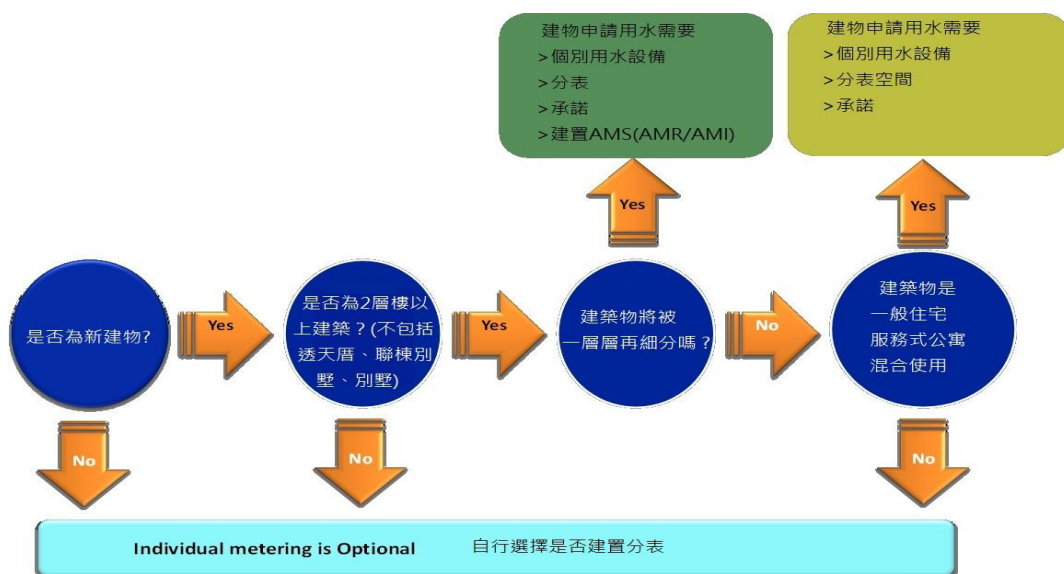 建物申請用水需要
>個別用水設備
>分表
>承諾
>建置AMS(AMR/AMI)
建物申請用水需要
>個別用水設備
>分表空間
>承諾
Yes
Yes
是否為新建物?
Yes
是否為2層樓以
上建築？(不包括
透天厝、聯棟別
墅、別墅)
Yes
建築物將被
一層層再細分嗎？
No
建築物是
一般住宅
服務式公寓
混合使用
No
No
No
Individual metering is Optional 自行選擇是否建置分表